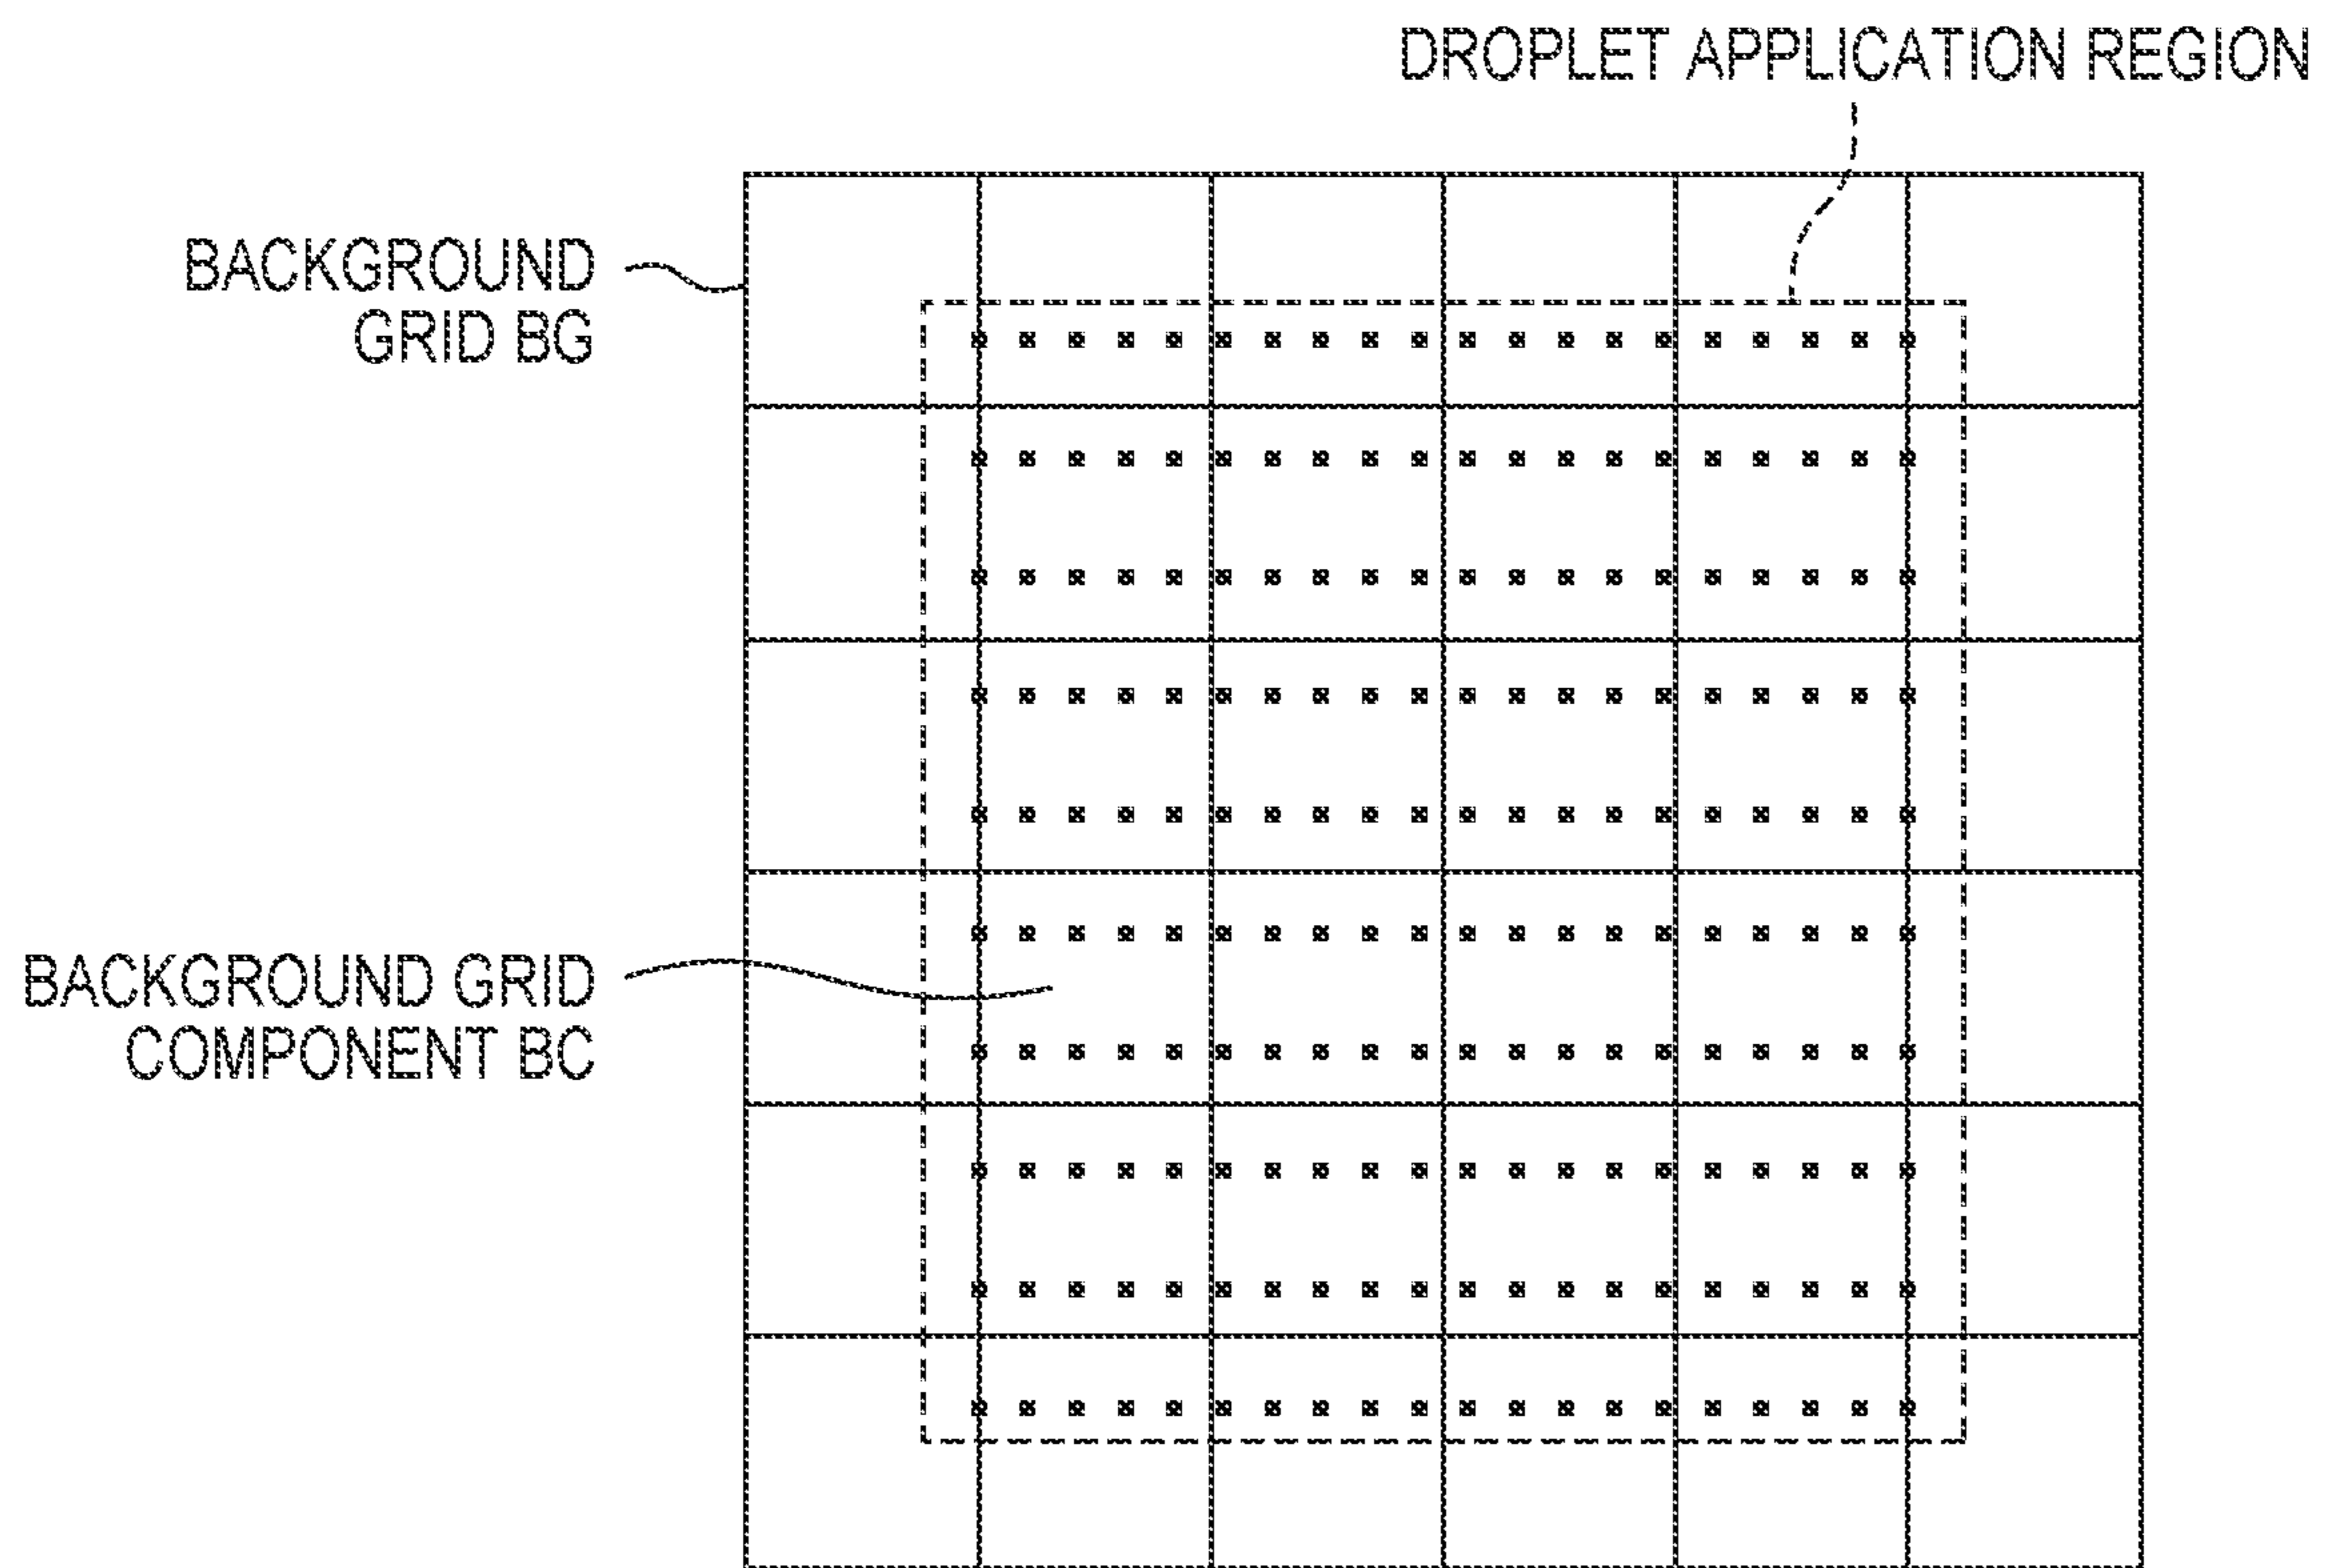 DROPLET APPLICATION REGION
BACKGROUND
GRID BG
BACKGROUND GRID
COMPONENT BC